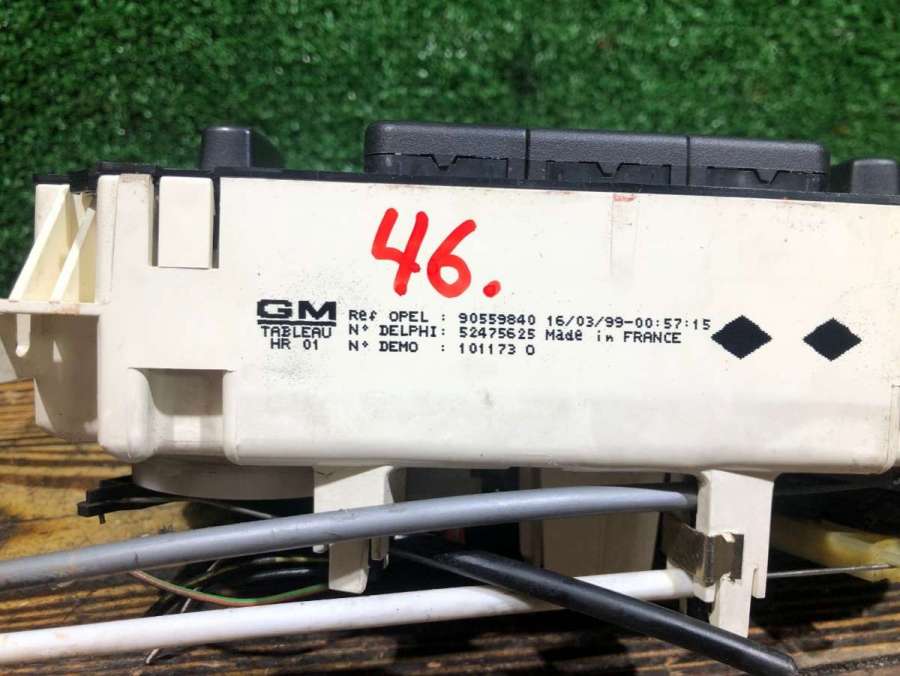 46.
GM
TABLEAU
HR 01
Réf OPEL : 90559840 16/03/99-00:57:15
N° DELPHI: 52475625 Made in FRANCE
N° DEMO : 101173 0